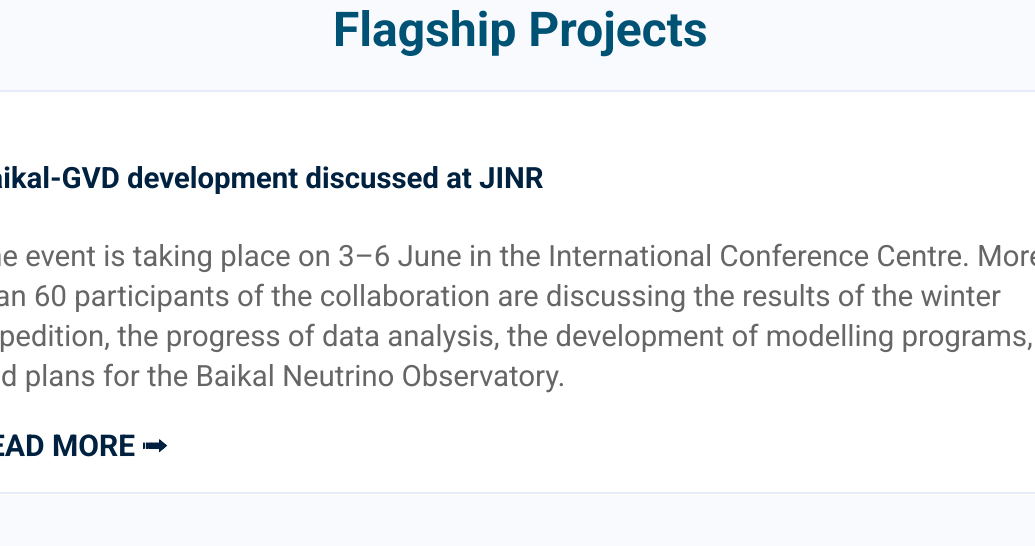 Flagship Projects
aikal-GVD development discussed at JINR
e event is taking place on 3–6 June in the International Conference Centre. More
an 60 participants of the collaboration are discussing the results of the winter
pedition, the progress of data analysis, the development of modelling programs,
d plans for the Baikal Neutrino Observatory.
EAD MORE ➡